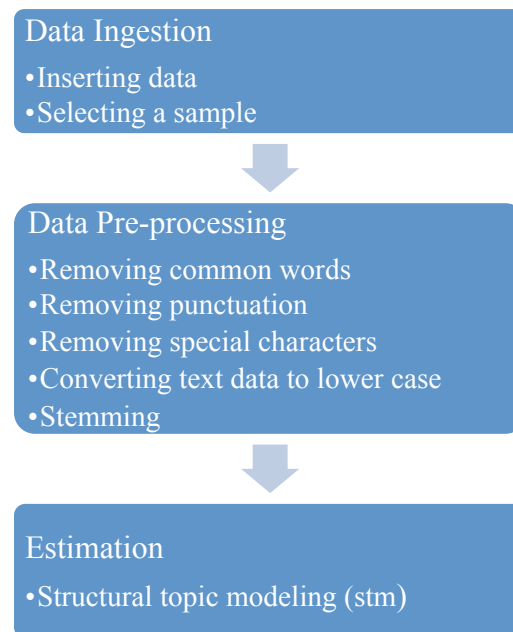 Data Ingestion
•Inserting data
•Selecting a sample
Data Pre-processing
•Removing common words
•Removing punctuation
•Removing special characters
•Converting text data to lower case
•Stemming
Estimation
•Structural topic modeling (stm)